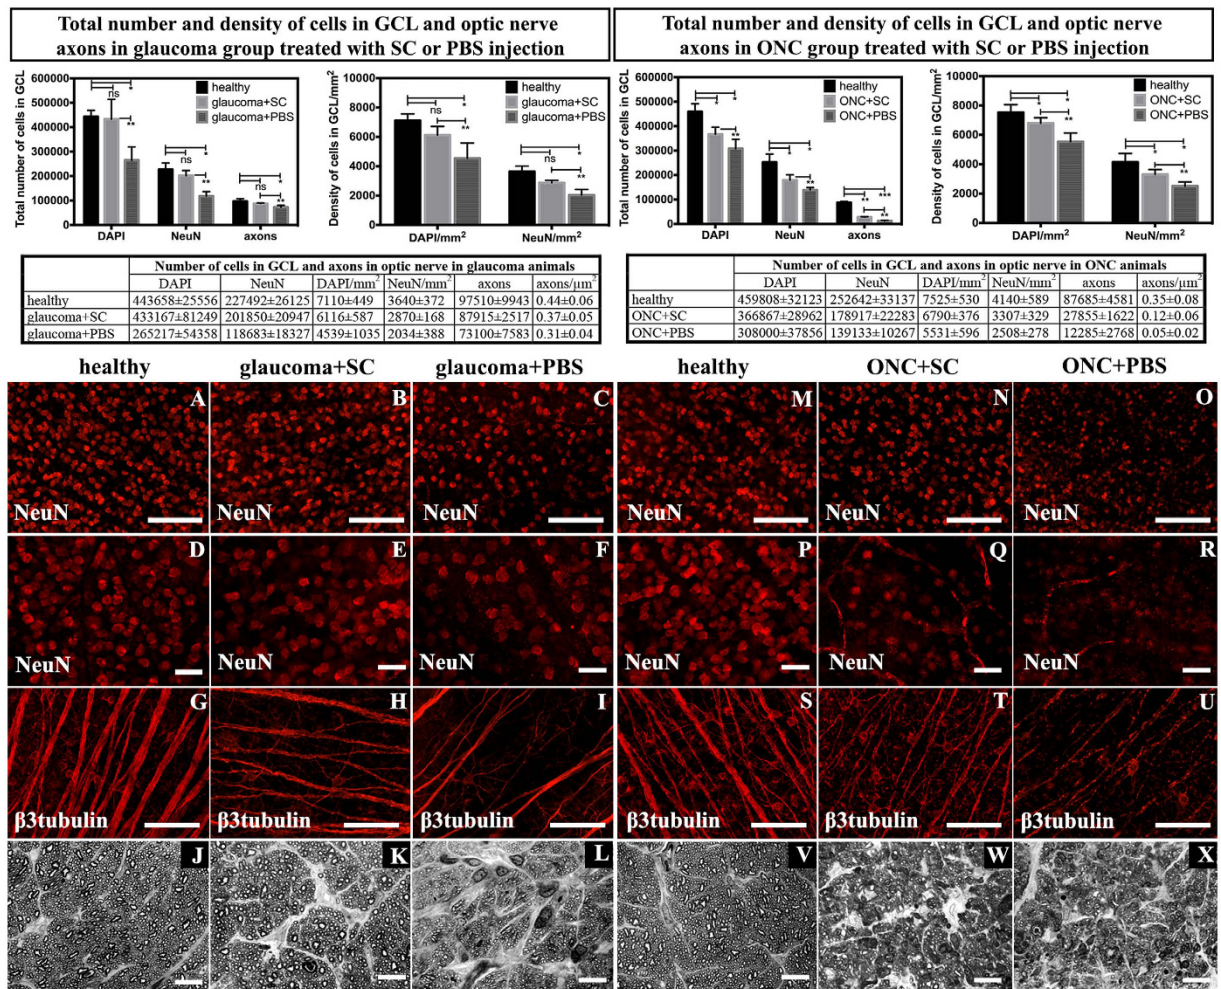 Total number and density of cells in GCL and optic nerve
axons in glaucoma group treated with SC or PBS injection
Total number and density of cells in GCL and optic nerve
axons in ONC group treated with SC or PBS injection
Total number of cells in GCL
600000
500000
400000
300000
200000
100000
0
healthy
glaucoma+SC
glaucoma+PBS
ns
*
**
ns
*
**
ns
*
**
DAPI
NeuN
axons
Density of cells in GCL/mm²
10000
8000
6000
4000
2000
0
healthy
glaucoma+SC
glaucoma+PBS
ns
*
**
ns
*
**
DAPI/mm²
NeuN/mm²
Total number of cells in GCL
600000
500000
400000
300000
200000
100000
0
healthy
ONC+SC
ONC+PBS
*
*
**
*
*
**
**
***
**
DAPI
NeuN
axons
Density of cells in GCL/mm²
10000
8000
6000
4000
2000
0
healthy
ONC+SC
ONC+PBS
*
*
**
*
*
**
DAPI/mm²
NeuN/mm²
Number of cells in GCL and axons in optic nerve in glaucoma animals
DAPI NeuN DAPI/mm² NeuN/mm² axons axons/µm²
healthy 443658±25556 227492±26125 7110±449 3640±372 97510±9943 0.44±0.06
glaucoma+SC 433167±81249 201850±20947 6116±587 2870±168 87915±2517 0.37±0.05
glaucoma+PBS 265217±54358 118683±18327 4539±1035 2034±388 73100±7583 0.31±0.04
Number of cells in GCL and axons in optic nerve in ONC animals
DAPI NeuN DAPI/mm² NeuN/mm² axons axons/µm²
healthy 459808±32123 252642±33137 7525±530 4140±589 87685±4581 0.35±0.08
ONC+SC 366867±28962 178917±22283 6790±376 3307±329 27855±1622 0.12±0.06
ONC+PBS 308000±37856 139133±10267 5531±596 2508±278 12285±2768 0.05±0.02
healthy glaucoma+SC glaucoma+PBS healthy ONC+SC ONC+PBS
A B C M N O
NeuN NeuN NeuN NeuN NeuN NeuN
D E F P Q R
NeuN NeuN NeuN NeuN NeuN NeuN
G H I S T U
β3tubulin β3tubulin β3tubulin β3tubulin β3tubulin β3tubulin
J K L V W X